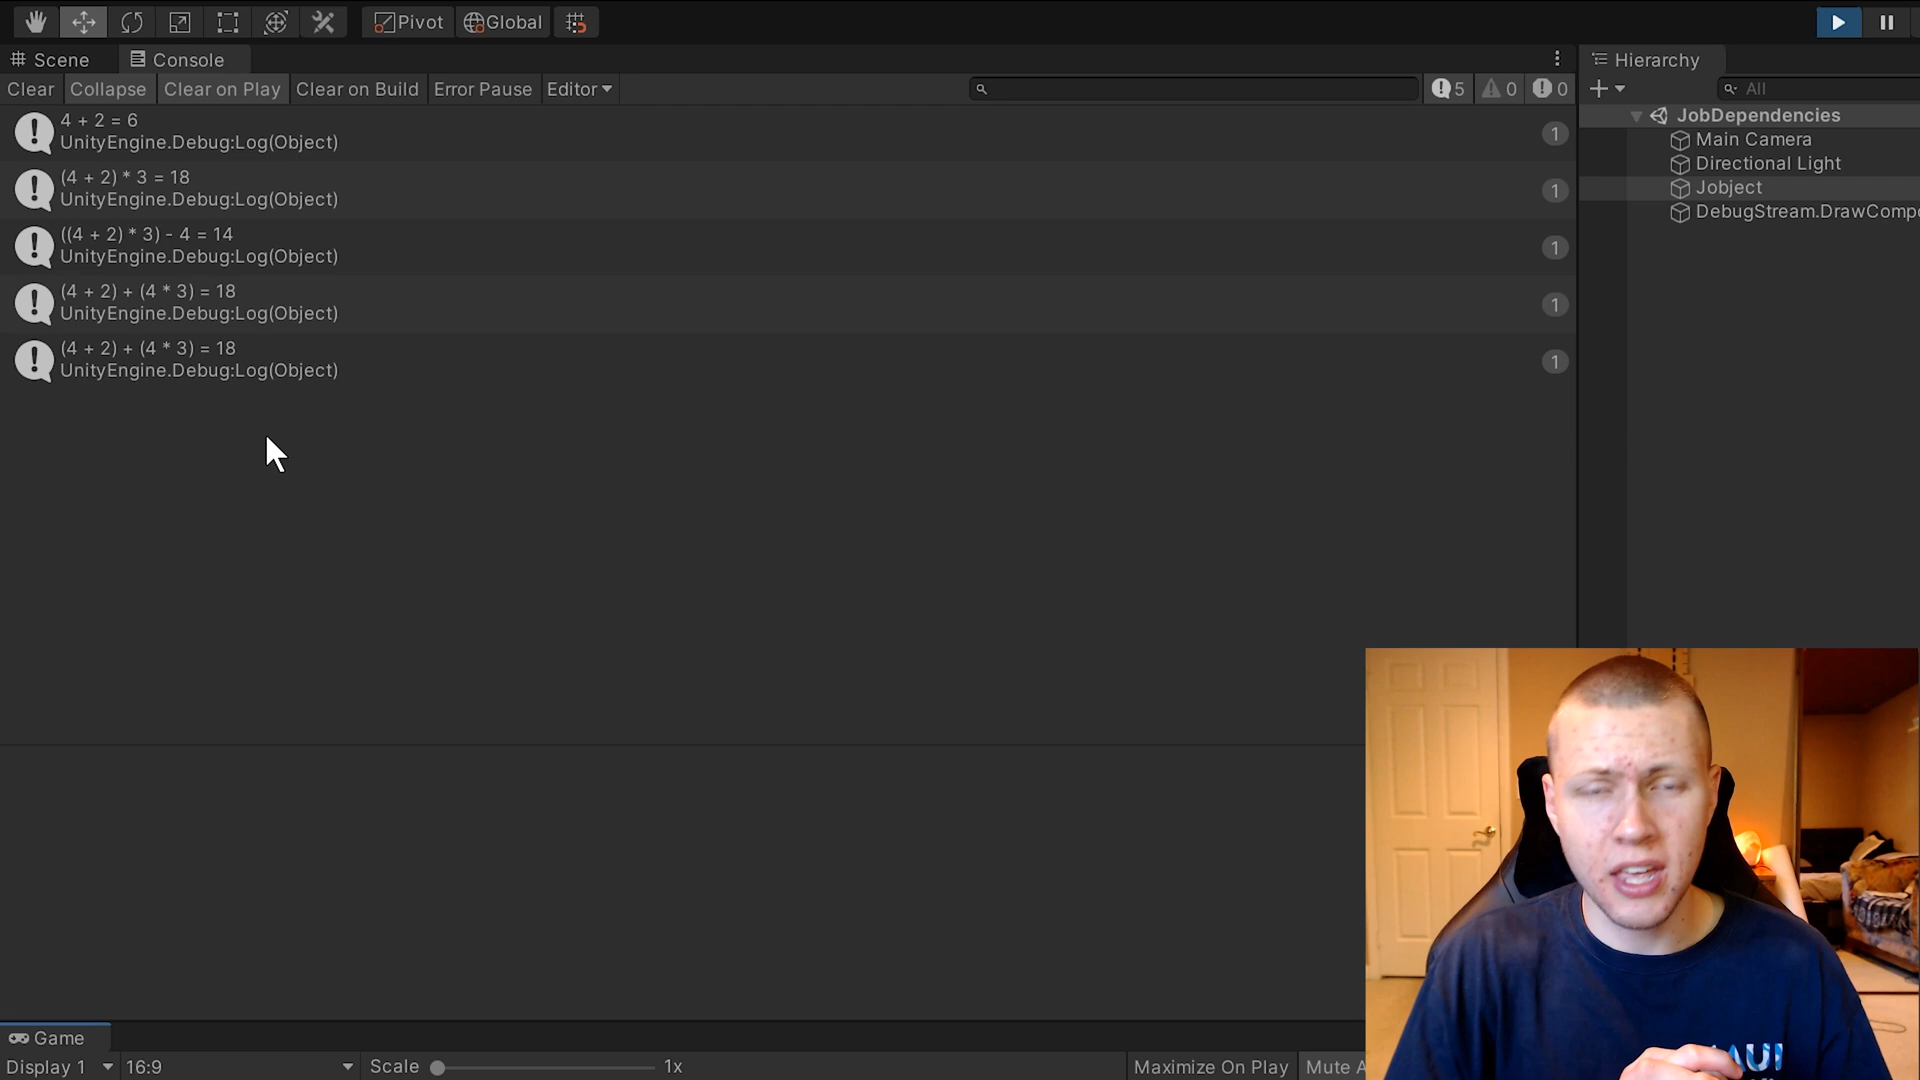 Pivot Global
Scene Console
Clear Collapse Clear on Play Clear on Build Error Pause Editor 5 0 0
4 + 2 = 6
UnityEngine.Debug:Log(Object)
1
(4 + 2) * 3 = 18
UnityEngine.Debug:Log(Object)
1
((4 + 2) * 3) - 4 = 14
UnityEngine.Debug:Log(Object)
1
(4 + 2) + (4 * 3) = 18
UnityEngine.Debug:Log(Object)
1
(4 + 2) + (4 * 3) = 18
UnityEngine.Debug:Log(Object)
1
Hierarchy
All
JobDependencies
Main Camera
Directional Light
Jobject
DebugStream.DrawCompo
Game
Display 1 16:9 Scale 1x Maximize On Play Mute A
AUI